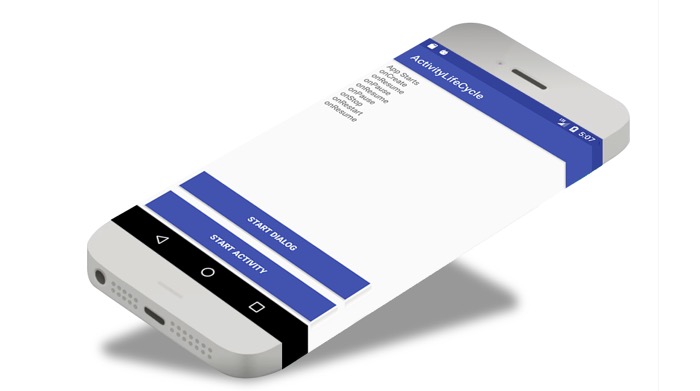 5:07
ActivityLifeCycle
App Starts
onCreate
onResume
onPause
onResume
onPause
onStop
onRestart
onResume
START DIALOG
START ACTIVITY